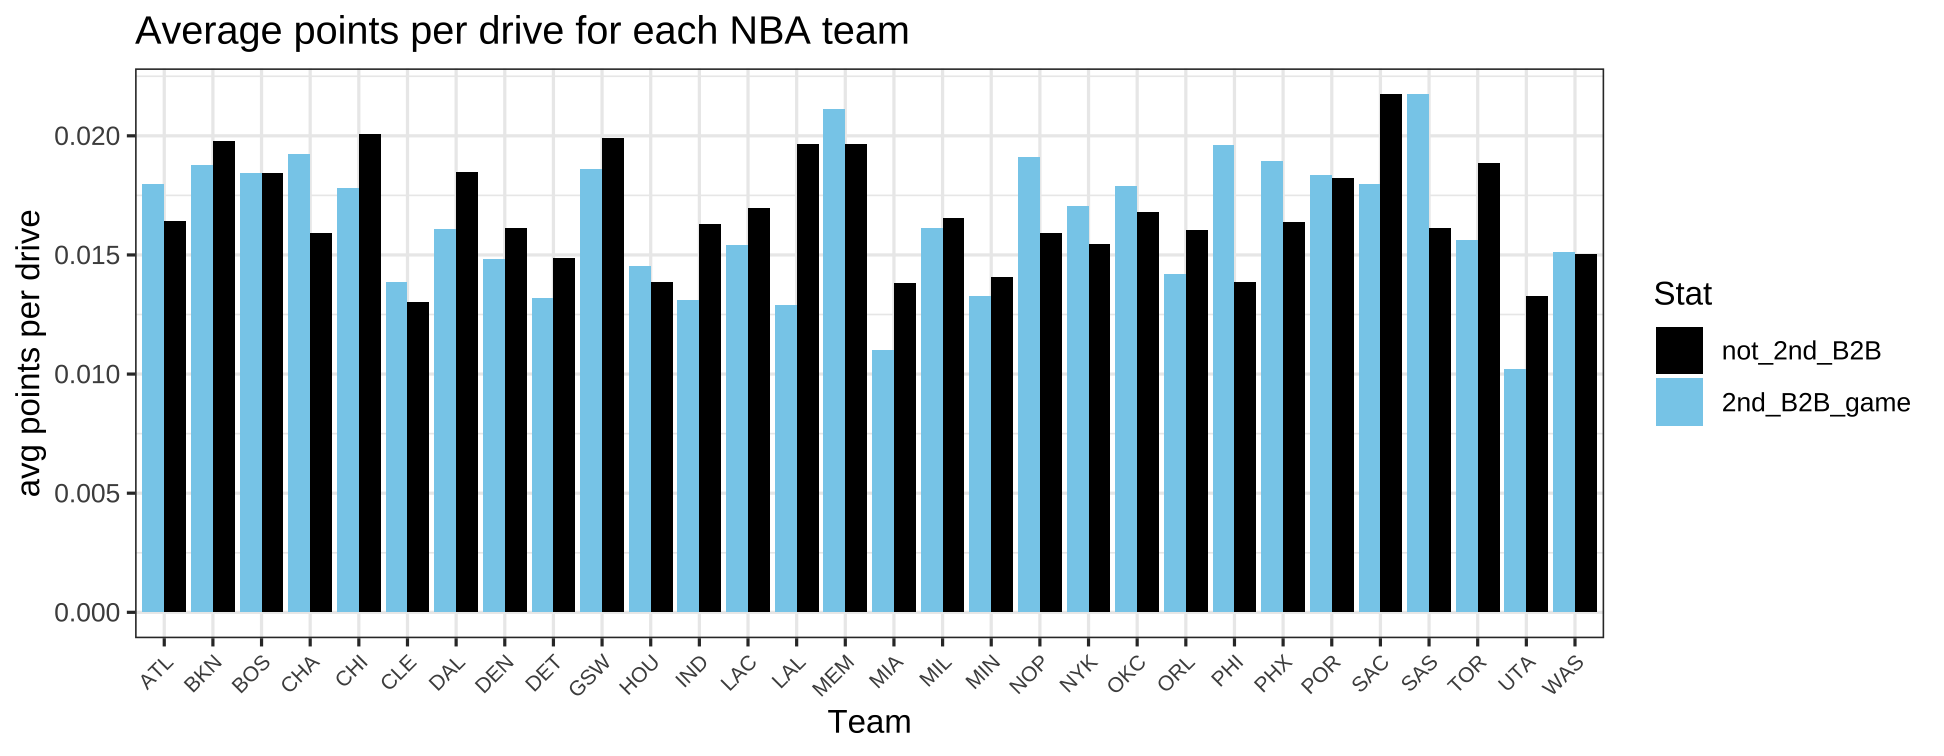 Average points per drive for each NBA team
avg points per drive
0.020
0.015
0.010
0.005
0.000
ATL BKN BOS CHA CHI CLE DAL DEN DET GSW HOU IND LAC LAL MEM MIA MIL MIN NOP NYK OKC ORL PHI PHX POR SAC SAS TOR UTA WAS
Team
Stat
not_2nd_B2B
2nd_B2B_game